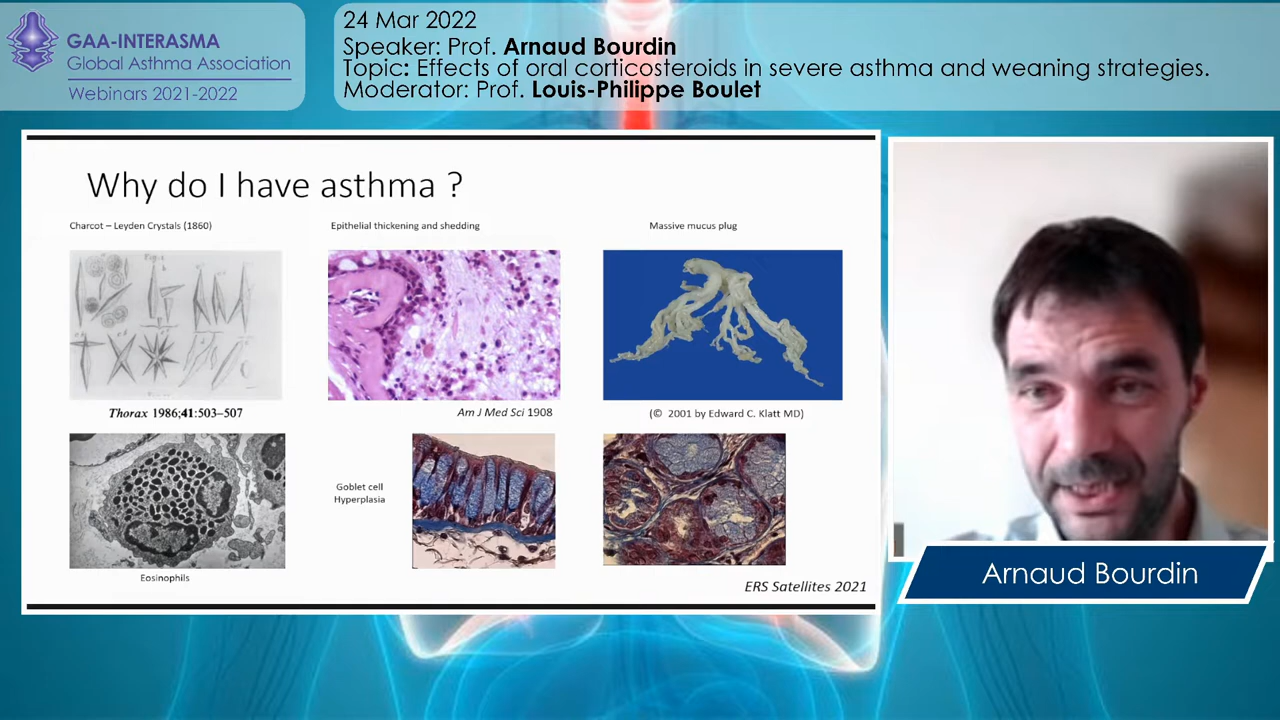 GAA-INTERASMA
Global Asthma Association
Webinars 2021-2022
24 Mar 2022
Speaker: Prof. Arnaud Bourdin
Topic: Effects of oral corticosteroids in severe asthma and weaning strategies.
Moderator: Prof. Louis-Philippe Boulet
Why do I have asthma ?
Charcot – Leyden Crystals (1860)
Epithelial thickening and shedding
Massive mucus plug
Thorax 1986;41:503–507
Am J Med Sci 1908
(© 2001 by Edward C. Klatt MD)
Goblet cell
Hyperplasia
Eosinophils
ERS Satellites 2021
Arnaud Bourdin